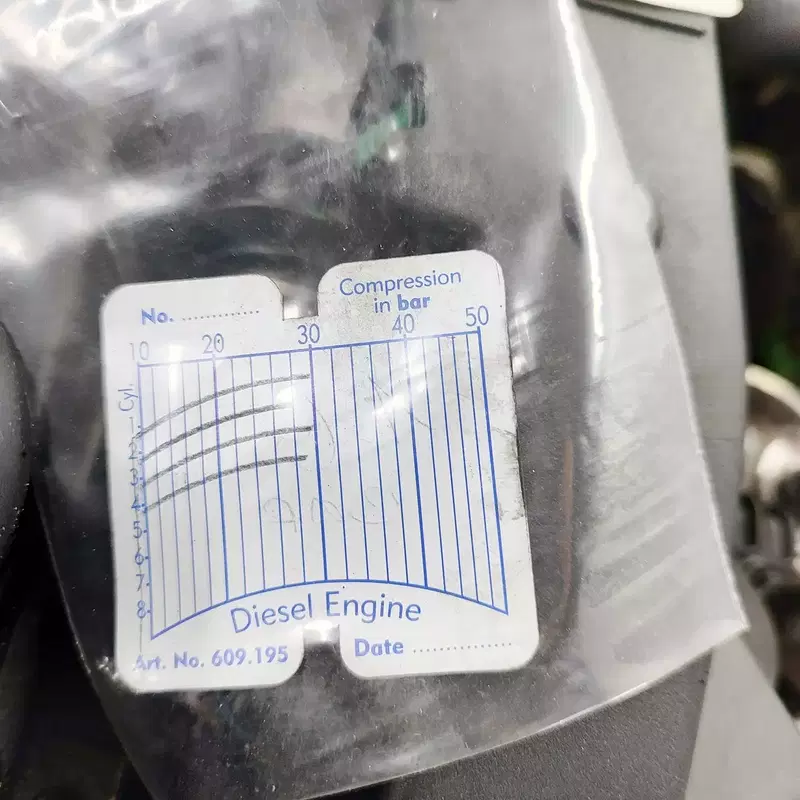 No. ..............
Compression
in bar
10 20 30 40 50
Cyl.
1
2
3
4
5
6
7
8
Diesel Engine
Art. No. 609.195
Date ..................